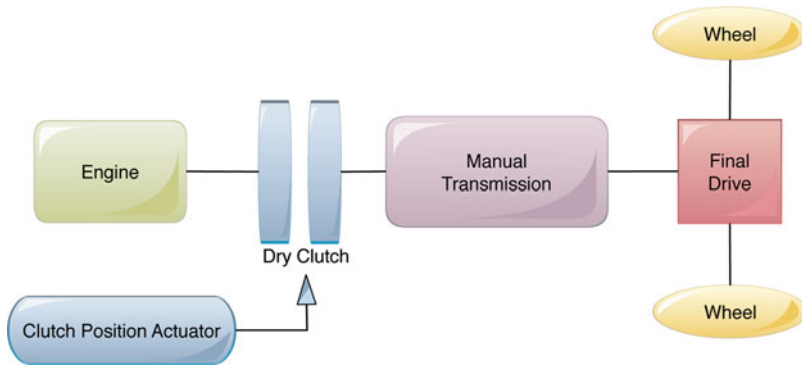 Wheel
Engine
Manual
Transmission
Final
Drive
Dry Clutch
Clutch Position Actuator
Wheel